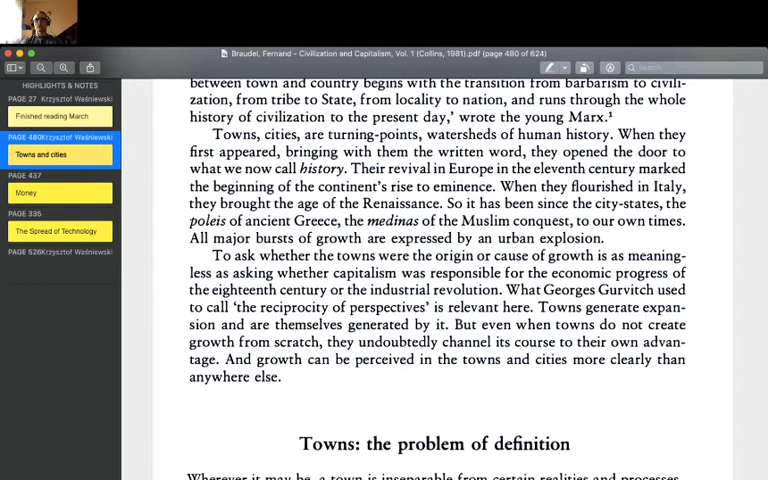 Braudel, Fernand – Civilization and Capitalism, Vol. 1 (Collins, 1981).pdf (page 480 of 624)
Search
HIGHLIGHTS & NOTES
PAGE 27 Krzysztof Waśniewski
Finished reading March
PAGE 480 Krzysztof Waśniewski
Towns and cities
PAGE 437
Money
PAGE 335
The Spread of Technology
PAGE 526 Krzysztof Waśniewski
between town and country begins with the transition from barbarism to civili-
zation, from tribe to State, from locality to nation, and runs through the whole
history of civilization to the present day,' wrote the young Marx.¹
Towns, cities, are turning-points, watersheds of human history. When they
first appeared, bringing with them the written word, they opened the door to
what we now call history. Their revival in Europe in the eleventh century marked
the beginning of the continent's rise to eminence. When they flourished in Italy,
they brought the age of the Renaissance. So it has been since the city-states, the
poleis of ancient Greece, the medinas of the Muslim conquest, to our own times.
All major bursts of growth are expressed by an urban explosion.
To ask whether the towns were the origin or cause of growth is as meaning-
less as asking whether capitalism was responsible for the economic progress of
the eighteenth century or the industrial revolution. What Georges Gurvitch used
to call 'the reciprocity of perspectives' is relevant here. Towns generate expan-
sion and are themselves generated by it. But even when towns do not create
growth from scratch, they undoubtedly channel its course to their own advan-
tage. And growth can be perceived in the towns and cities more clearly than
anywhere else.
Towns: the problem of definition
Wherever it may be, a town is inseparable from certain realities and processes,